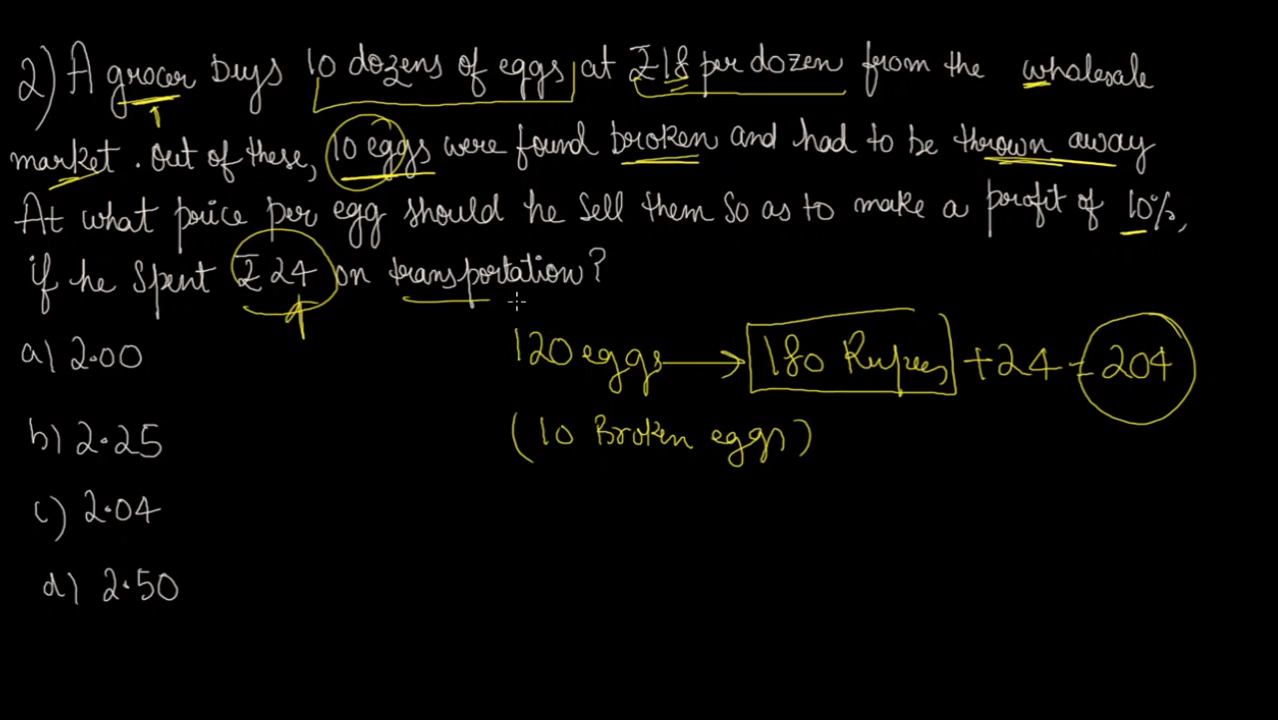 2) A grocer buys 10 dozens of eggs at ₹18 per dozen from the wholesale
market. Out of these, 10 eggs were found broken and had to be thrown away
At what price per egg should he sell them so as to make a profit of 10%,
if he spent ₹24 on transportation?
a) 2.00
120 eggs → 180 Rupees + 24 = 204
(10 Broken eggs)
b) 2.25
c) 2.04
d) 2.50